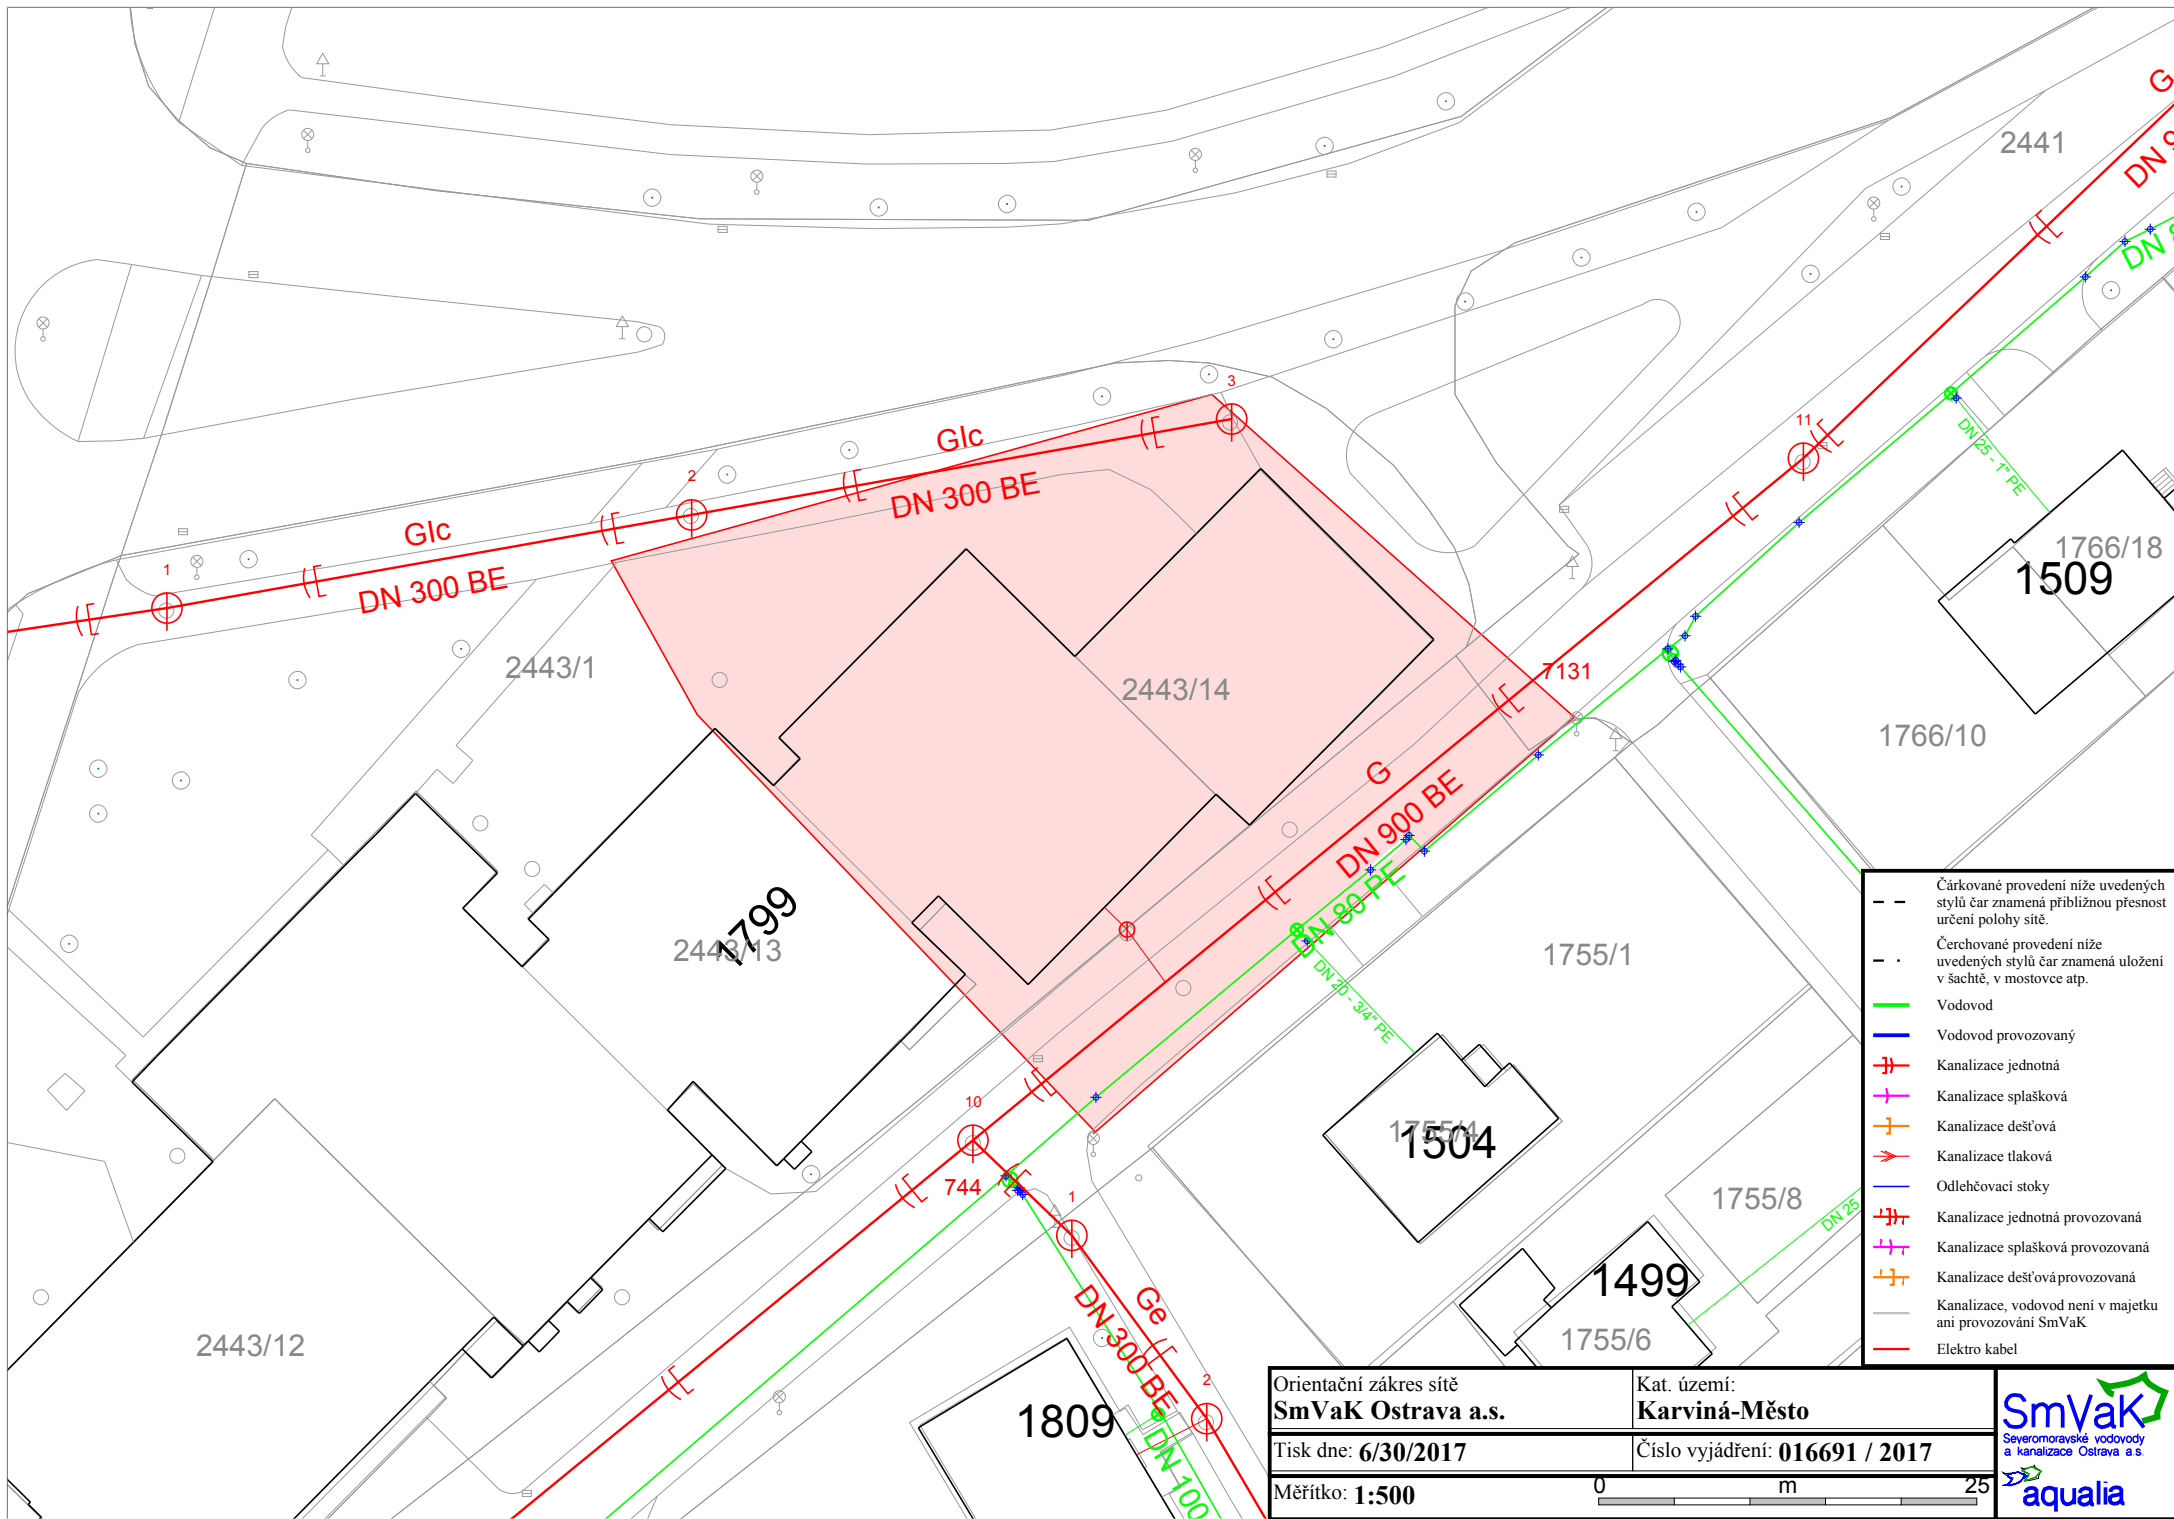 G
2441
DN 9
DN 8
3
Glc
DN 300 BE
2
Glc
DN 300 BE
1
11
DN 25 - 1" PE
1766/18
1509
2443/1
2443/14
7131
1766/10
G
DN 900 BE
DN 80 PE
1799
2443/13
1755/1
DN 20 - 3/4" PE
10
744
1
1755/4
1504
1755/8
DN 25
Ge
DN 300 BE
1499
1755/6
2443/12
2
1809
DN 100
Čárkované provedení níže uvedených
stylů čar znamená přibližnou přesnost
určení polohy sítě.
Čerchované provedení níže
uvedených stylů čar znamená uložení
v šachtě, v mostovce atp.
Vodovod
Vodovod provozovaný
Kanalizace jednotná
Kanalizace splašková
Kanalizace dešťová
Kanalizace tlaková
Odlehčovací stoky
Kanalizace jednotná provozovaná
Kanalizace splašková provozovaná
Kanalizace dešťová provozovaná
Kanalizace, vodovod není v majetku
ani provozování SmVaK
Elektro kabel
Orientační zákres sítě
SmVaK Ostrava a.s.
Kat. území:
Karviná-Město
Tisk dne: 6/30/2017
Číslo vyjádření: 016691 / 2017
Měřítko: 1:500
0 m 25
SmVaK
Severomoravské vodovody
a kanalizace Ostrava a.s.
aqualia